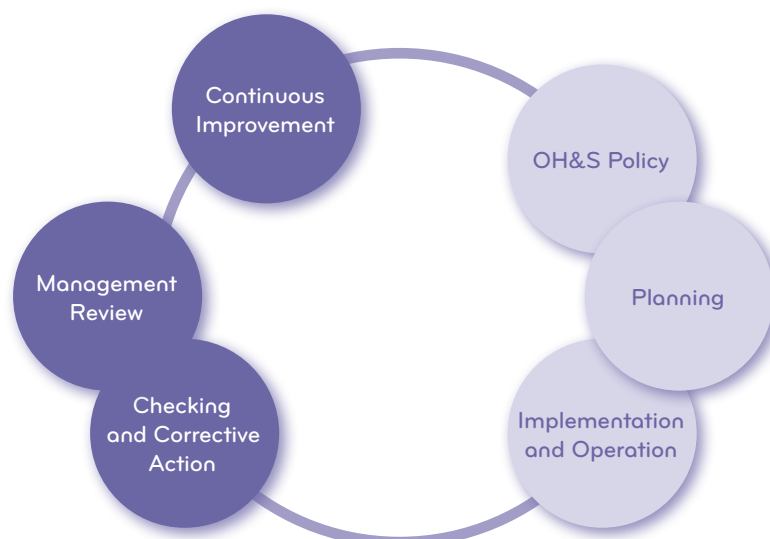 Continuous
Improvement
OH&S Policy
Management
Review
Planning
Checking
and Corrective
Action
Implementation
and Operation